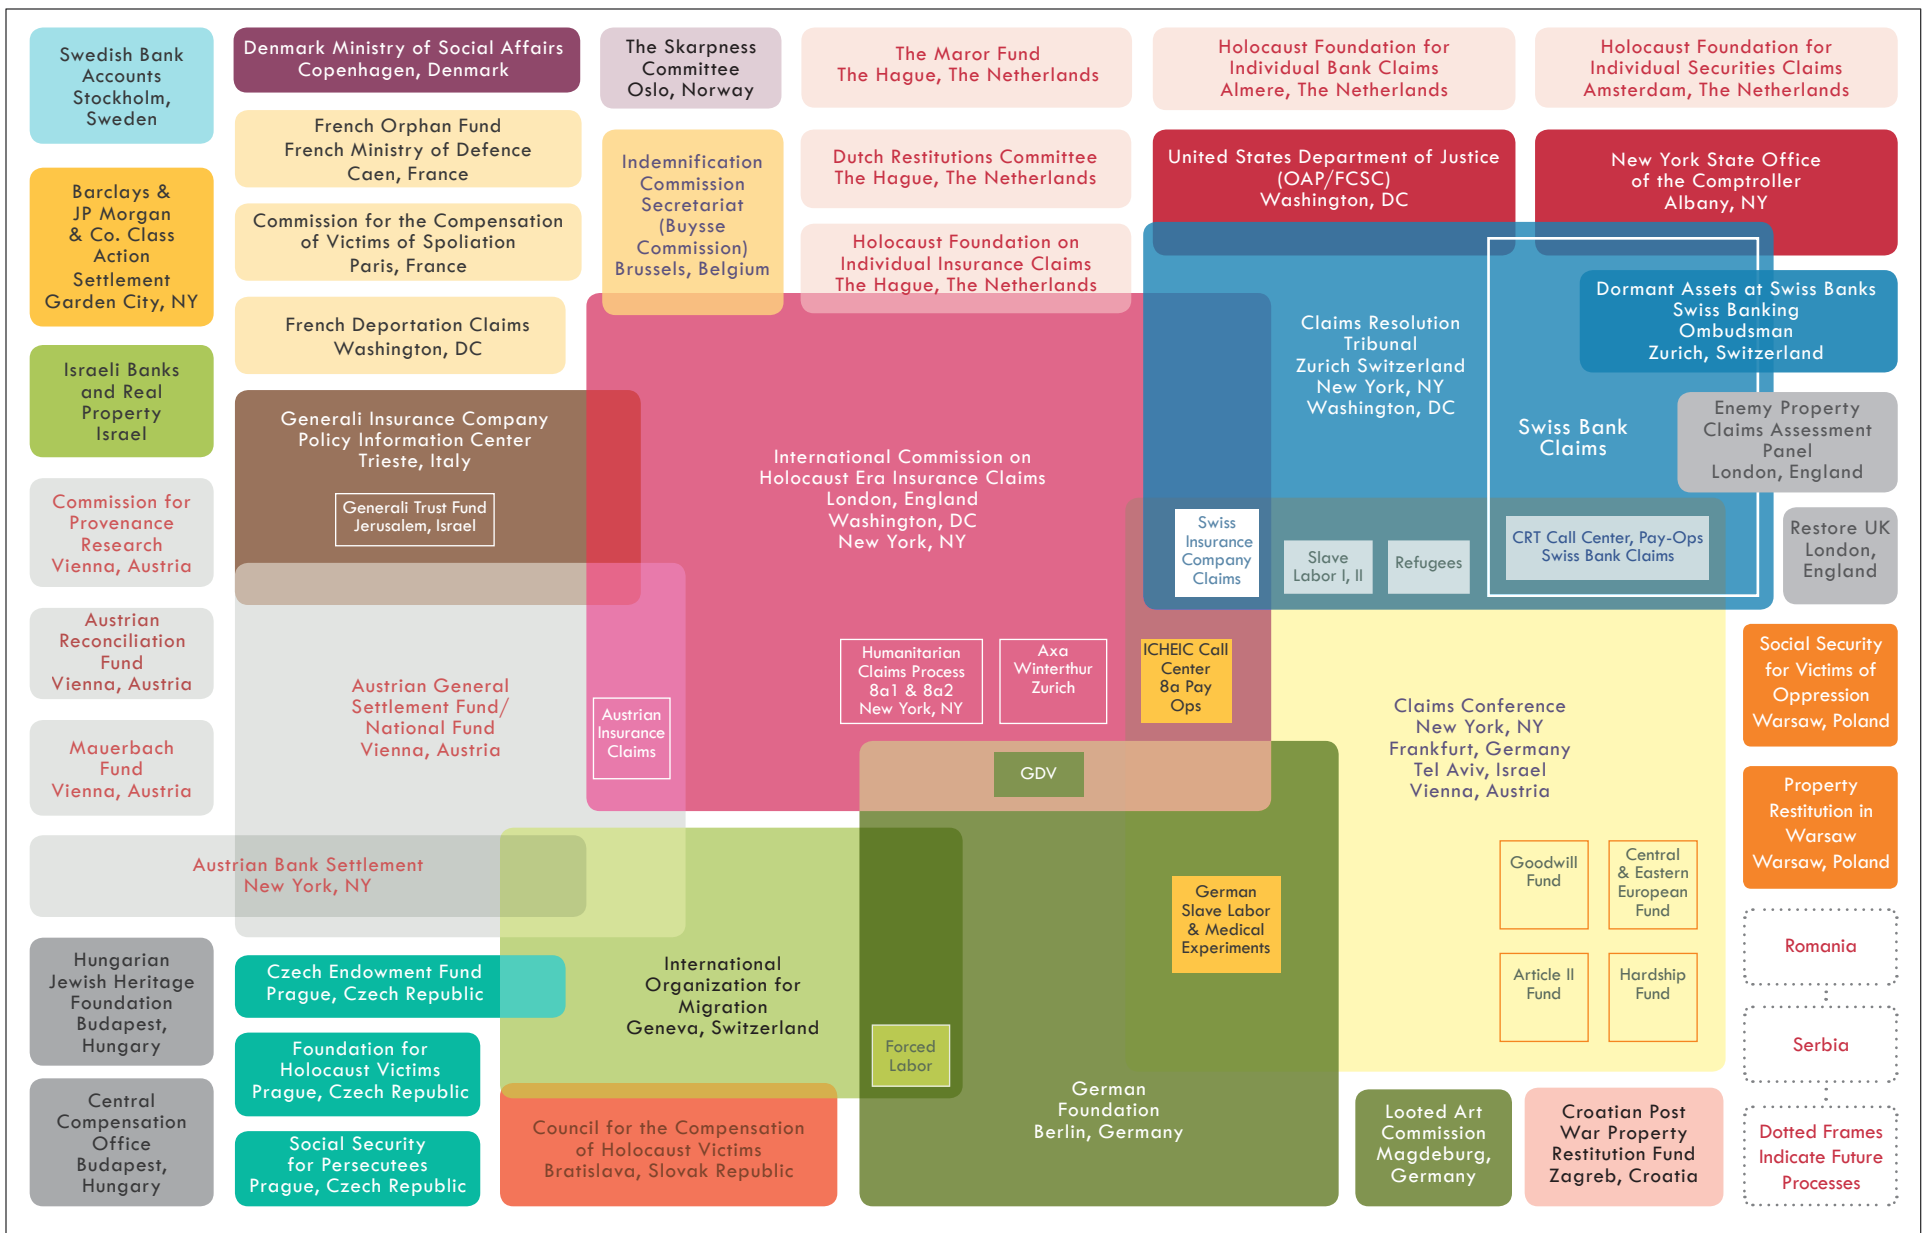 Swedish Bank
Accounts
Stockholm,
Sweden
Denmark Ministry of Social Affairs
Copenhagen, Denmark
The Skarpness
Committee
Oslo, Norway
The Maror Fund
The Hague, The Netherlands
Holocaust Foundation for
Individual Bank Claims
Almere, The Netherlands
Holocaust Foundation for
Individual Securities Claims
Amsterdam, The Netherlands
French Orphan Fund
French Ministry of Defence
Caen, France
Indemnification
Commission
Secretariat
(Buysse
Commission)
Brussels, Belgium
Dutch Restitutions Committee
The Hague, The Netherlands
United States Department of Justice
(OAP/FCSC)
Washington, DC
New York State Office
of the Comptroller
Albany, NY
Barclays &
JP Morgan
& Co. Class
Action
Settlement
Garden City, NY
Commission for the Compensation
of Victims of Spoliation
Paris, France
Holocaust Foundation on
Individual Insurance Claims
The Hague, The Netherlands
Dormant Assets at Swiss Banks
Swiss Banking
Ombudsman
Zurich, Switzerland
French Deportation Claims
Washington, DC
Claims Resolution
Tribunal
Zurich Switzerland
New York, NY
Washington, DC
Israeli Banks
and Real
Property
Israel
Generali Insurance Company
Policy Information Center
Trieste, Italy
Generali Trust Fund
Jerusalem, Israel
International Commission on
Holocaust Era Insurance Claims
London, England
Washington, DC
New York, NY
Swiss Bank
Claims
Enemy Property
Claims Assessment
Panel
London, England
Commission for
Provenance
Research
Vienna, Austria
Swiss
Insurance
Company
Claims
Slave
Labor I, II
Refugees
CRT Call Center, Pay-Ops
Swiss Bank Claims
Restore UK
London,
England
Austrian
Reconciliation
Fund
Vienna, Austria
Austrian General
Settlement Fund/
National Fund
Vienna, Austria
Austrian
Insurance
Claims
Humanitarian
Claims Process
8a1 & 8a2
New York, NY
Axa
Winterthur
Zurich
ICHEIC Call
Center
8a Pay
Ops
Claims Conference
New York, NY
Frankfurt, Germany
Tel Aviv, Israel
Vienna, Austria
Social Security
for Victims of
Oppression
Warsaw, Poland
Mauerbach
Fund
Vienna, Austria
GDV
Property
Restitution in
Warsaw
Warsaw, Poland
Austrian Bank Settlement
New York, NY
German
Slave Labor
& Medical
Experiments
Goodwill
Fund
Central
& Eastern
European
Fund
Article II
Fund
Hardship
Fund
Romania
Hungarian
Jewish Heritage
Foundation
Budapest,
Hungary
Czech Endowment Fund
Prague, Czech Republic
International
Organization for
Migration
Geneva, Switzerland
Forced
Labor
Serbia
Foundation for
Holocaust Victims
Prague, Czech Republic
Central
Compensation
Office
Budapest,
Hungary
Social Security
for Persecutees
Prague, Czech Republic
Council for the Compensation
of Holocaust Victims
Bratislava, Slovak Republic
German
Foundation
Berlin, Germany
Looted Art
Commission
Magdeburg,
Germany
Croatian Post
War Property
Restitution Fund
Zagreb, Croatia
Dotted Frames
Indicate Future
Processes